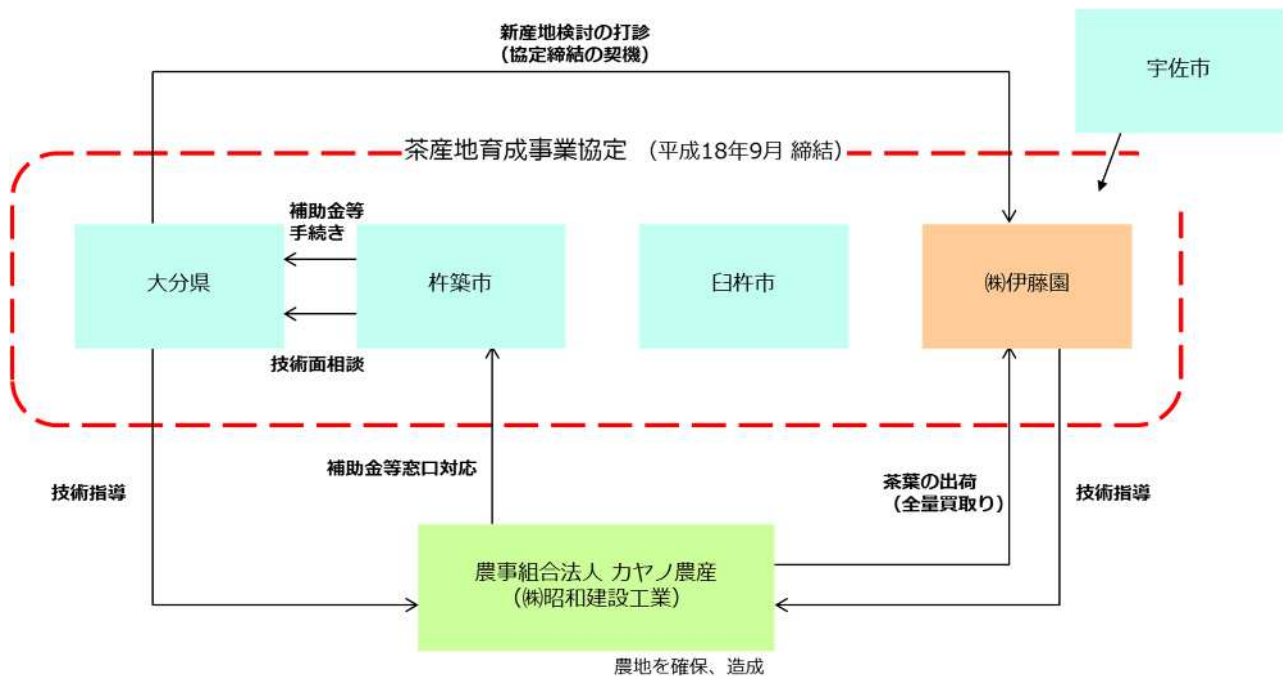 新産地検討の打診
（協定締結の契機）
宇佐市
茶産地育成事業協定 （平成18年9月 締結）
補助金等
手続き
大分県
杵築市
臼杵市
㈱伊藤園
技術面相談
技術指導
補助金等窓口対応
茶葉の出荷
（全量買取り）
技術指導
農事組合法人 カヤノ農産
（㈱昭和建設工業）
農地を確保、造成